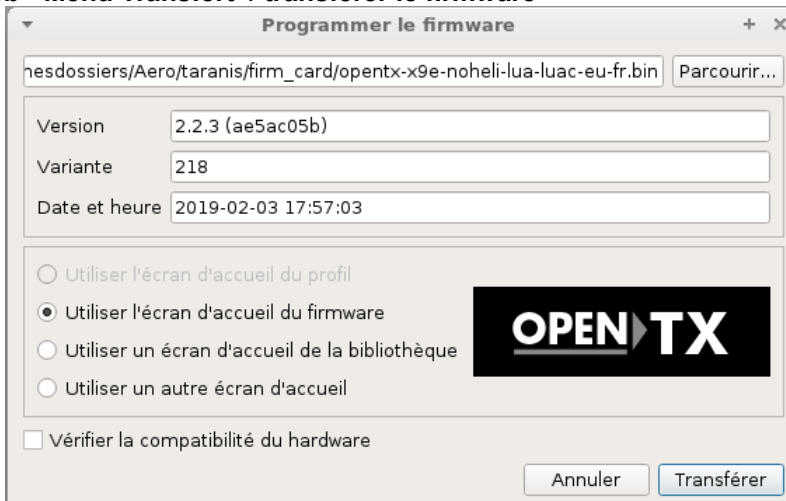 Programmer le firmware
nesdossiers/Aero/taranis/firm_card/opentx-x9e-noheli-lua-luac-eu-fr.bin Parcourir...
Version 2.2.3 (ae5ac05b)
Variante 218
Date et heure 2019-02-03 17:57:03
Utiliser l'écran d'accueil du profil
Utiliser l'écran d'accueil du firmware
Utiliser un écran d'accueil de la bibliothèque
Utiliser un autre écran d'accueil
OPEN TX
Vérifier la compatibilité du hardware
Annuler Transférer